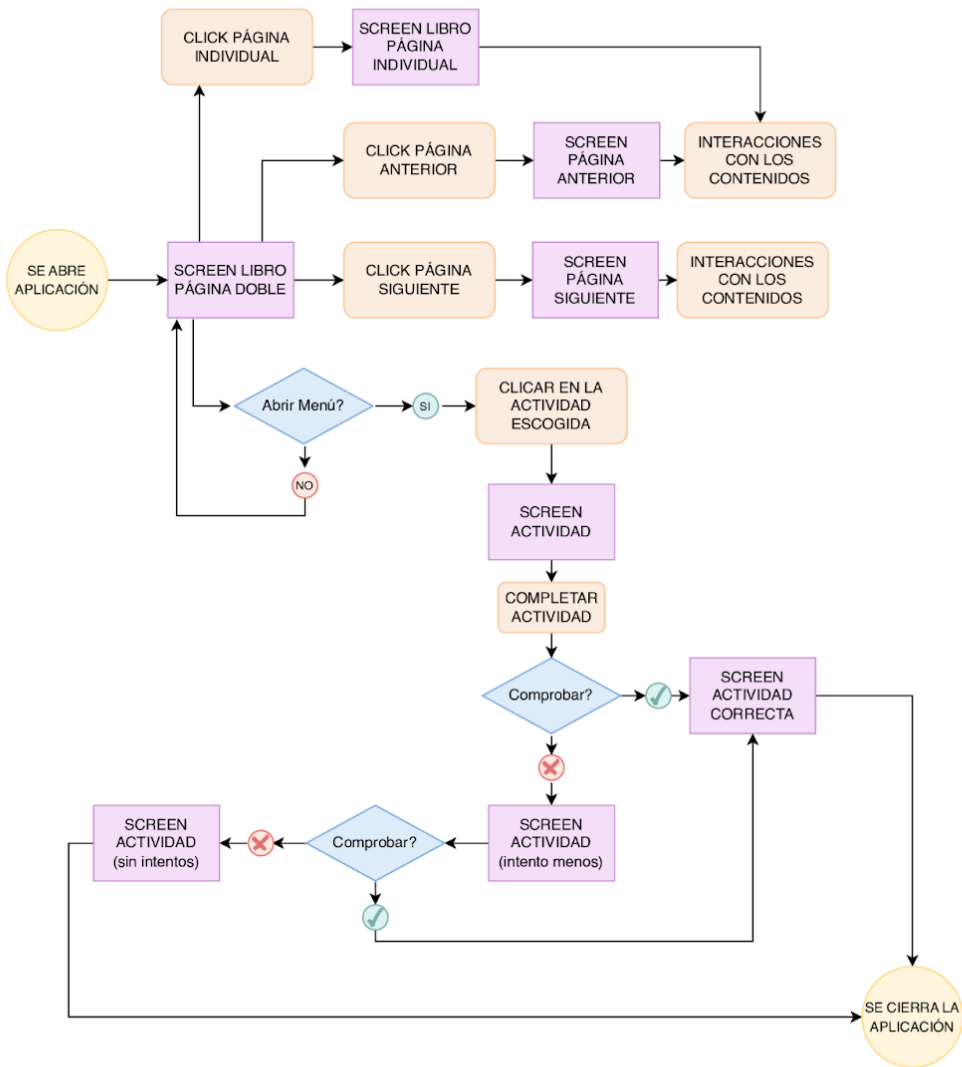 CLICK PÁGINA
INDIVIDUAL
SCREEN LIBRO
PÁGINA
INDIVIDUAL
CLICK PÁGINA
ANTERIOR
SCREEN
PÁGINA
ANTERIOR
INTERACCIONES
CON LOS
CONTENIDOS
SE ABRE
APLICACIÓN
SCREEN LIBRO
PÁGINA DOBLE
CLICK PÁGINA
SIGUIENTE
SCREEN
PÁGINA
SIGUIENTE
INTERACCIONES
CON LOS
CONTENIDOS
Abrir Menú?
SI
CLICAR EN LA
ACTIVIDAD
ESCOGIDA
NO
SCREEN
ACTIVIDAD
COMPLETAR
ACTIVIDAD
Comprobar?
SCREEN
ACTIVIDAD
CORRECTA
SCREEN
ACTIVIDAD
(sin intentos)
Comprobar?
SCREEN
ACTIVIDAD
(intento menos)
SE CIERRA LA
APLICACIÓN